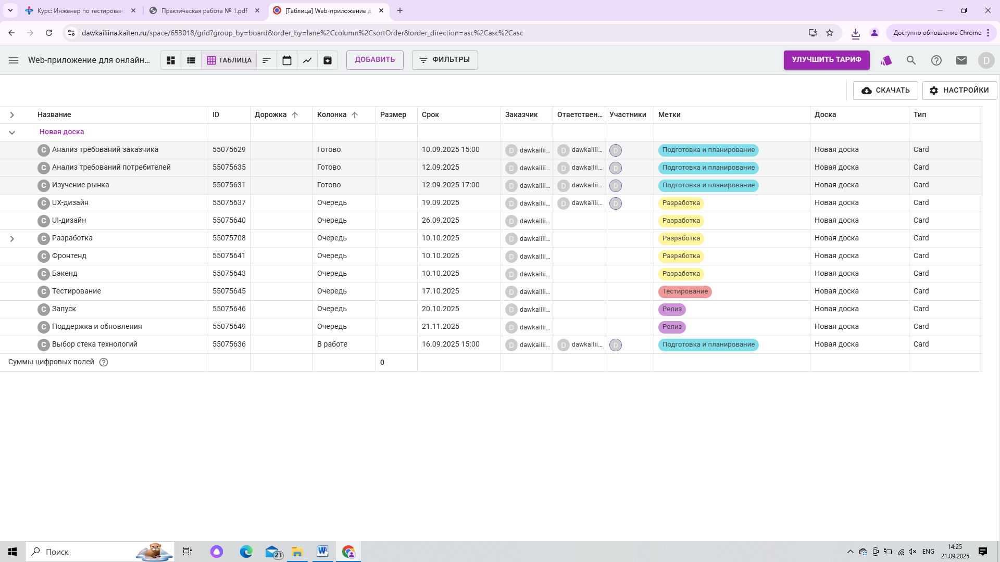 Курс: Инженер по тестирован
Практическая работа № 1.pdf
[Таблица] Web-приложение д
dawkailiina.kaiten.ru/space/653018/grid?group_by=board&order_by=lane%2Ccolumn%2CsortOrder&order_direction=asc%2Casc%2Casc
Доступно обновление Chrome
Web-приложение для онлайн...
ТАБЛИЦА
ДОБАВИТЬ
ФИЛЬТРЫ
УЛУЧШИТЬ ТАРИФ
D
СКАЧАТЬ
НАСТРОЙКИ
Название ID Дорожка Колонка Размер Срок Заказчик Ответствен... Участники Метки Доска Тип
Новая доска
C Анализ требований заказчика 55075629 Готово 10.09.2025 15:00 D dawkailii... D dawkailii... D Подготовка и планирование Новая доска Card
C Анализ требований потребителей 55075635 Готово 12.09.2025 D dawkailii... D dawkailii... D Подготовка и планирование Новая доска Card
C Изучение рынка 55075631 Готово 12.09.2025 17:00 D dawkailii... D dawkailii... D Подготовка и планирование Новая доска Card
C UX-дизайн 55075637 Очередь 19.09.2025 D dawkailii... D dawkailii... D Разработка Новая доска Card
C UI-дизайн 55075640 Очередь 26.09.2025 D dawkailii... Разработка Новая доска Card
C Разработка 55075708 Очередь 10.10.2025 D dawkailii... Разработка Новая доска Card
C Фронтенд 55075641 Очередь 10.10.2025 D dawkailii... Разработка Новая доска Card
C Бэкенд 55075643 Очередь 10.10.2025 D dawkailii... Разработка Новая доска Card
C Тестирование 55075645 Очередь 17.10.2025 D dawkailii... Тестирование Новая доска Card
C Запуск 55075646 Очередь 20.10.2025 D dawkailii... Релиз Новая доска Card
C Поддержка и обновления 55075649 Очередь 21.11.2025 D dawkailii... Релиз Новая доска Card
C Выбор стека технологий 55075636 В работе 16.09.2025 15:00 D dawkailii... D dawkailii... D Подготовка и планирование Новая доска Card
Суммы цифровых полей 0
Поиск
23
ENG
14:25
21.09.2025